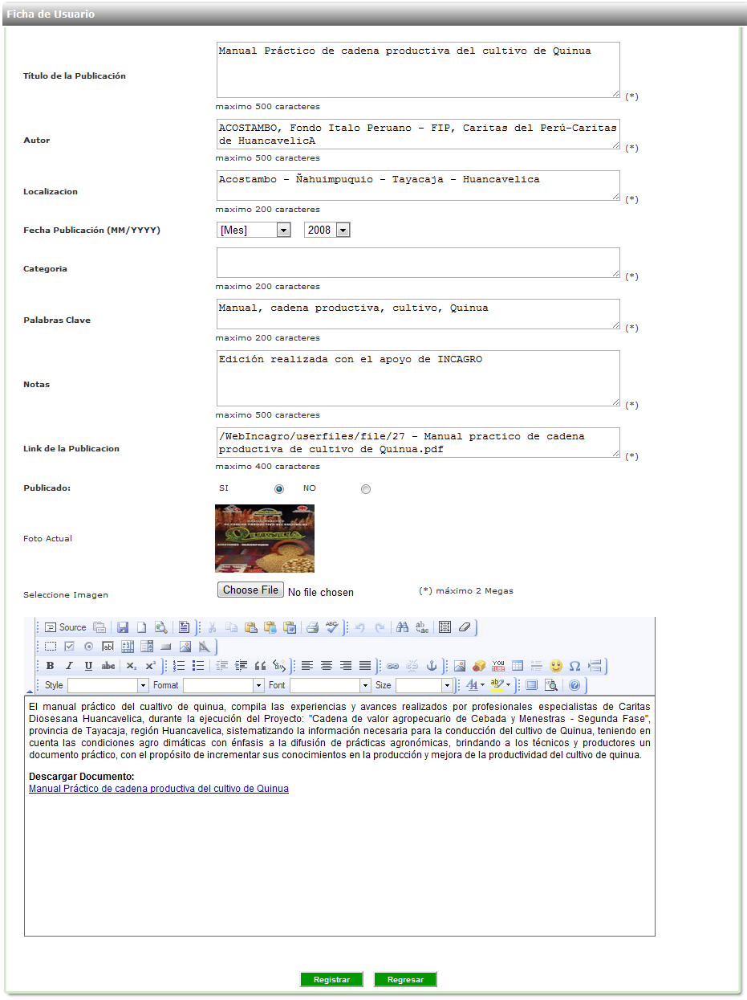 Ficha de Usuario
Título de la Publicación
Manual Práctico de cadena productiva del cultivo de Quinua
(*)
maximo 500 caracteres
Autor
ACOSTAMBO, Fondo Italo Peruano - FIP, Caritas del Perú-Caritas
de HuancavelicA
(*)
maximo 500 caracteres
Localizacion
Acostambo - Ñahuimpuquio - Tayacaja - Huancavelica
(*)
maximo 200 caracteres
Fecha Publicación (MM/YYYY)
[Mes] 2008
Categoria
(*)
maximo 200 caracteres
Palabras Clave
Manual, cadena productiva, cultivo, Quinua
(*)
maximo 200 caracteres
Notas
Edición realizada con el apoyo de INCAGRO
(*)
maximo 500 caracteres
Link de la Publicacion
/WebIncagro/userfiles/file/27 - Manual practico de cadena
productiva de cultivo de Quinua.pdf
(*)
maximo 400 caracteres
Publicado: SI NO
Foto Actual
QUINUA
Seleccione Imagen Choose File No file chosen (*) máximo 2 Megas
Source
Style Format Font Size
El manual práctico del cualtivo de quinua, compila las experiencias y avances realizados por profesionales especialistas de Caritas
Diosesana Huancavelica, durante la ejecución del Proyecto: "Cadena de valor agropecuario de Cebada y Menestras - Segunda Fase",
provincia de Tayacaja, región Huancavelica, sistematizando la información necesaria para la conducción del cultivo de Quinua, teniendo en
cuenta las condiciones agro dimáticas con énfasis a la difusión de prácticas agronómicas, brindando a los técnicos y productores un
documento práctico, con el propósito de incrementar sus conocimientos en la producción y mejora de la productividad del cultivo de quinua.
Descargar Documento:
Manual Práctico de cadena productiva del cultivo de Quinua
Registrar Regresar